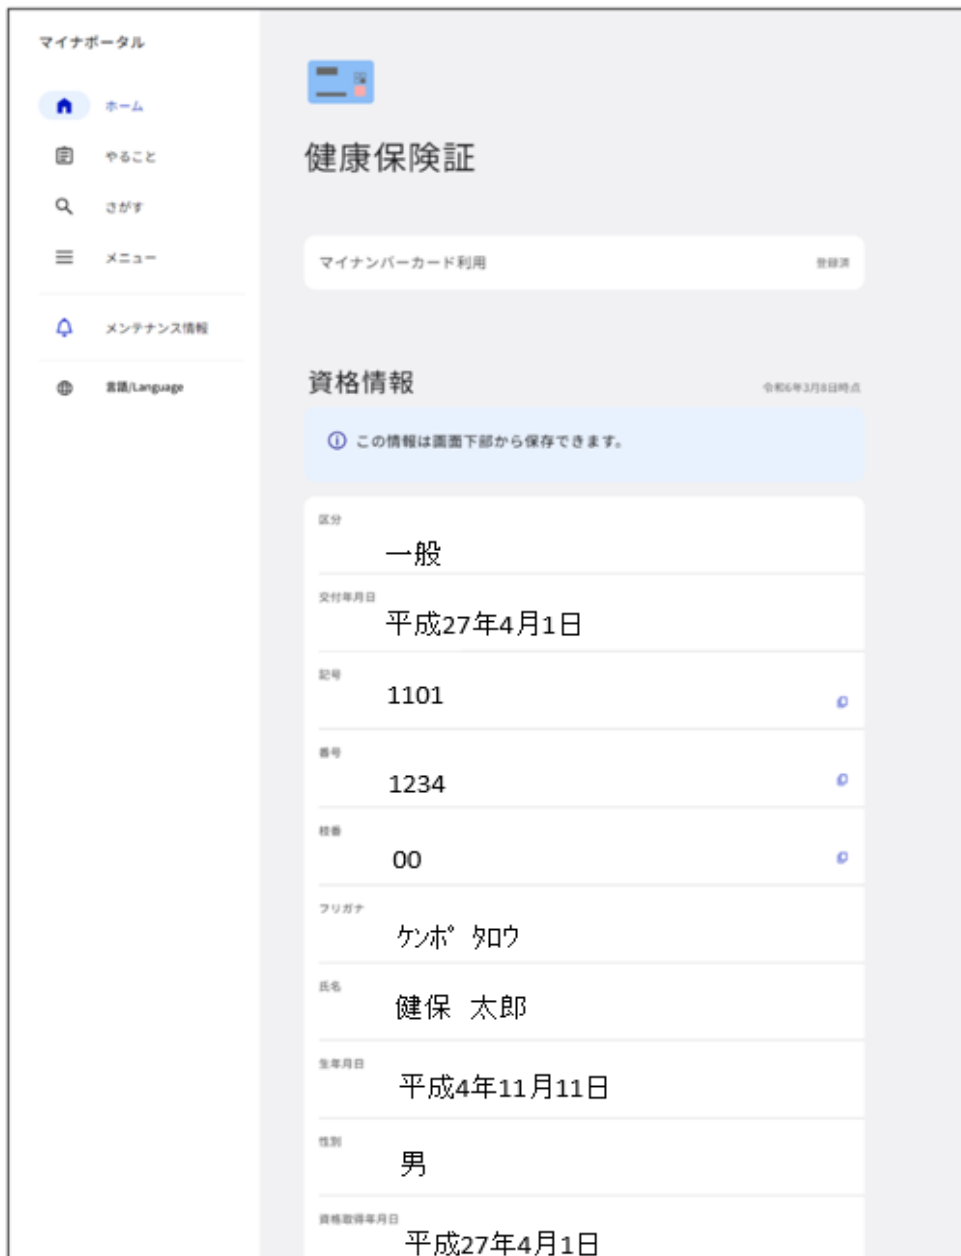 マイナポータル
ホーム
やること
さがす
メニュー
メンテナンス情報
言語/Language
健康保険証
マイナンバーカード利用
登録済
資格情報
令和6年3月8日時点
この情報は画面下部から保存できます。
区分
一般
交付年月日
平成27年4月1日
記号
1101
番号
1234
枝番
00
フリガナ
ケンポ タロウ
氏名
健保 太郎
生年月日
平成4年11月11日
性別
男
資格取得年月日
平成27年4月1日